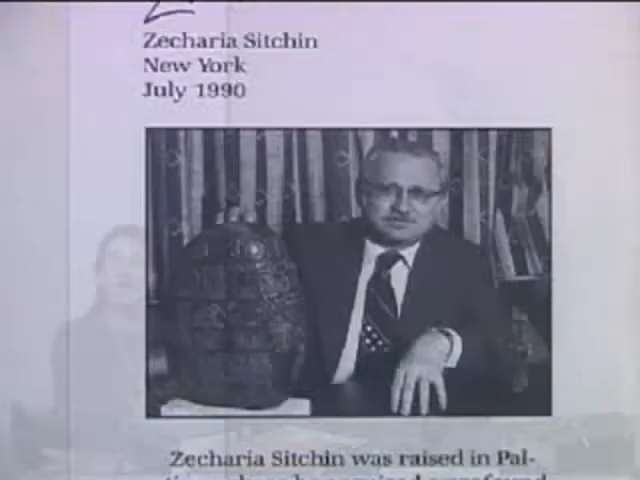 Zecharia Sitchin
New York
July 1990
Zecharia Sitchin was raised in Pal-